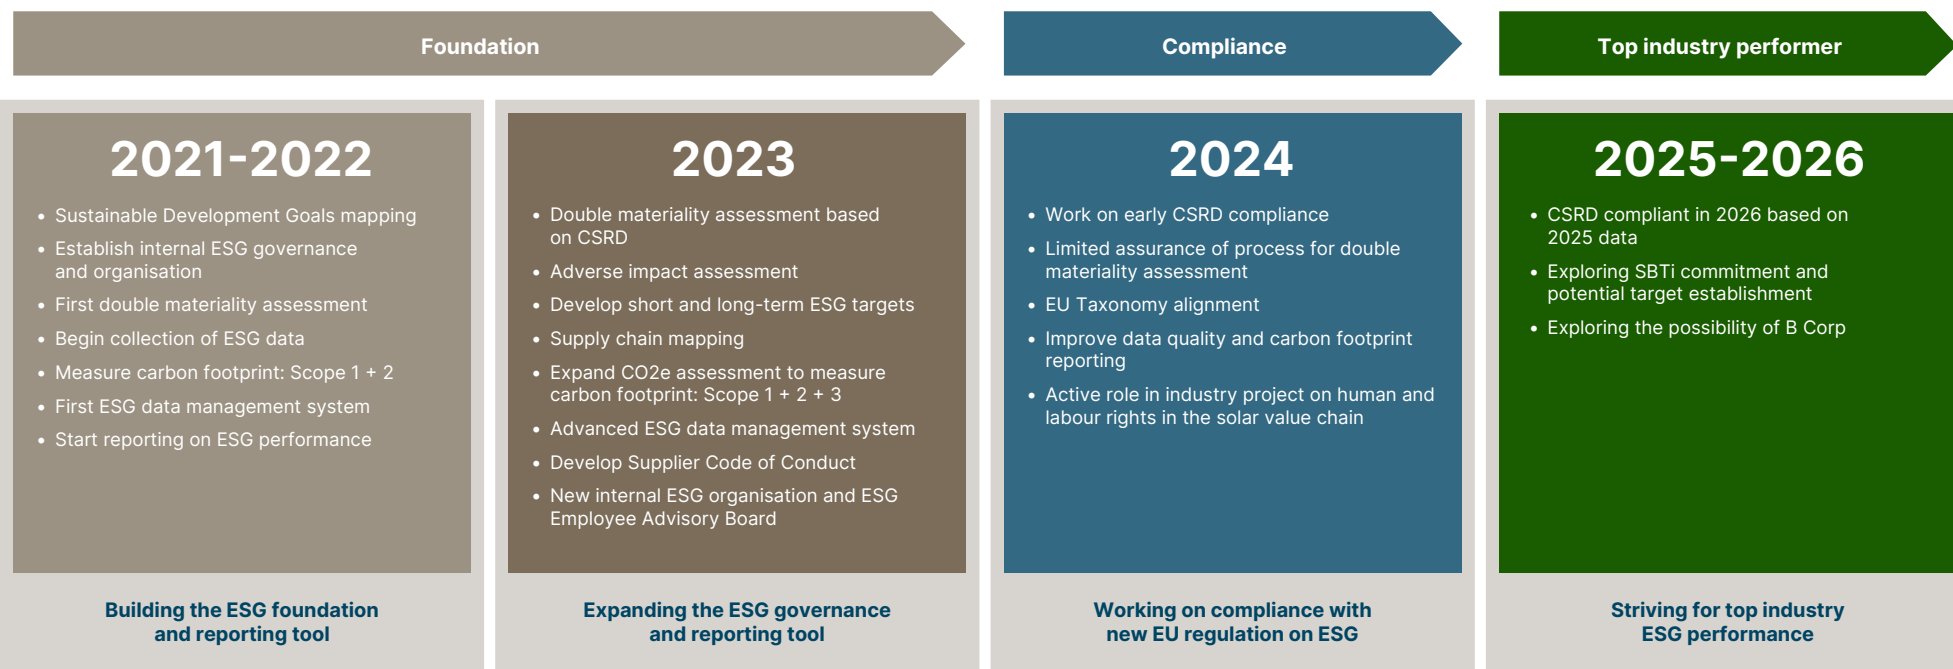 Foundation
Compliance
Top industry performer
2021-2022
• Sustainable Development Goals mapping
• Establish internal ESG governance
and organisation
• First double materiality assessment
• Begin collection of ESG data
• Measure carbon footprint: Scope 1 + 2
• First ESG data management system
• Start reporting on ESG performance
Building the ESG foundation
and reporting tool
2023
• Double materiality assessment based
on CSRD
• Adverse impact assessment
• Develop short and long-term ESG targets
• Supply chain mapping
• Expand CO2e assessment to measure
carbon footprint: Scope 1 + 2 + 3
• Advanced ESG data management system
• Develop Supplier Code of Conduct
• New internal ESG organisation and ESG
Employee Advisory Board
Expanding the ESG governance
and reporting tool
2024
• Work on early CSRD compliance
• Limited assurance of process for double
materiality assessment
• EU Taxonomy alignment
• Improve data quality and carbon footprint
reporting
• Active role in industry project on human and
labour rights in the solar value chain
Working on compliance with
new EU regulation on ESG
2025-2026
• CSRD compliant in 2026 based on
2025 data
• Exploring SBTi commitment and
potential target establishment
• Exploring the possibility of B Corp
Striving for top industry
ESG performance